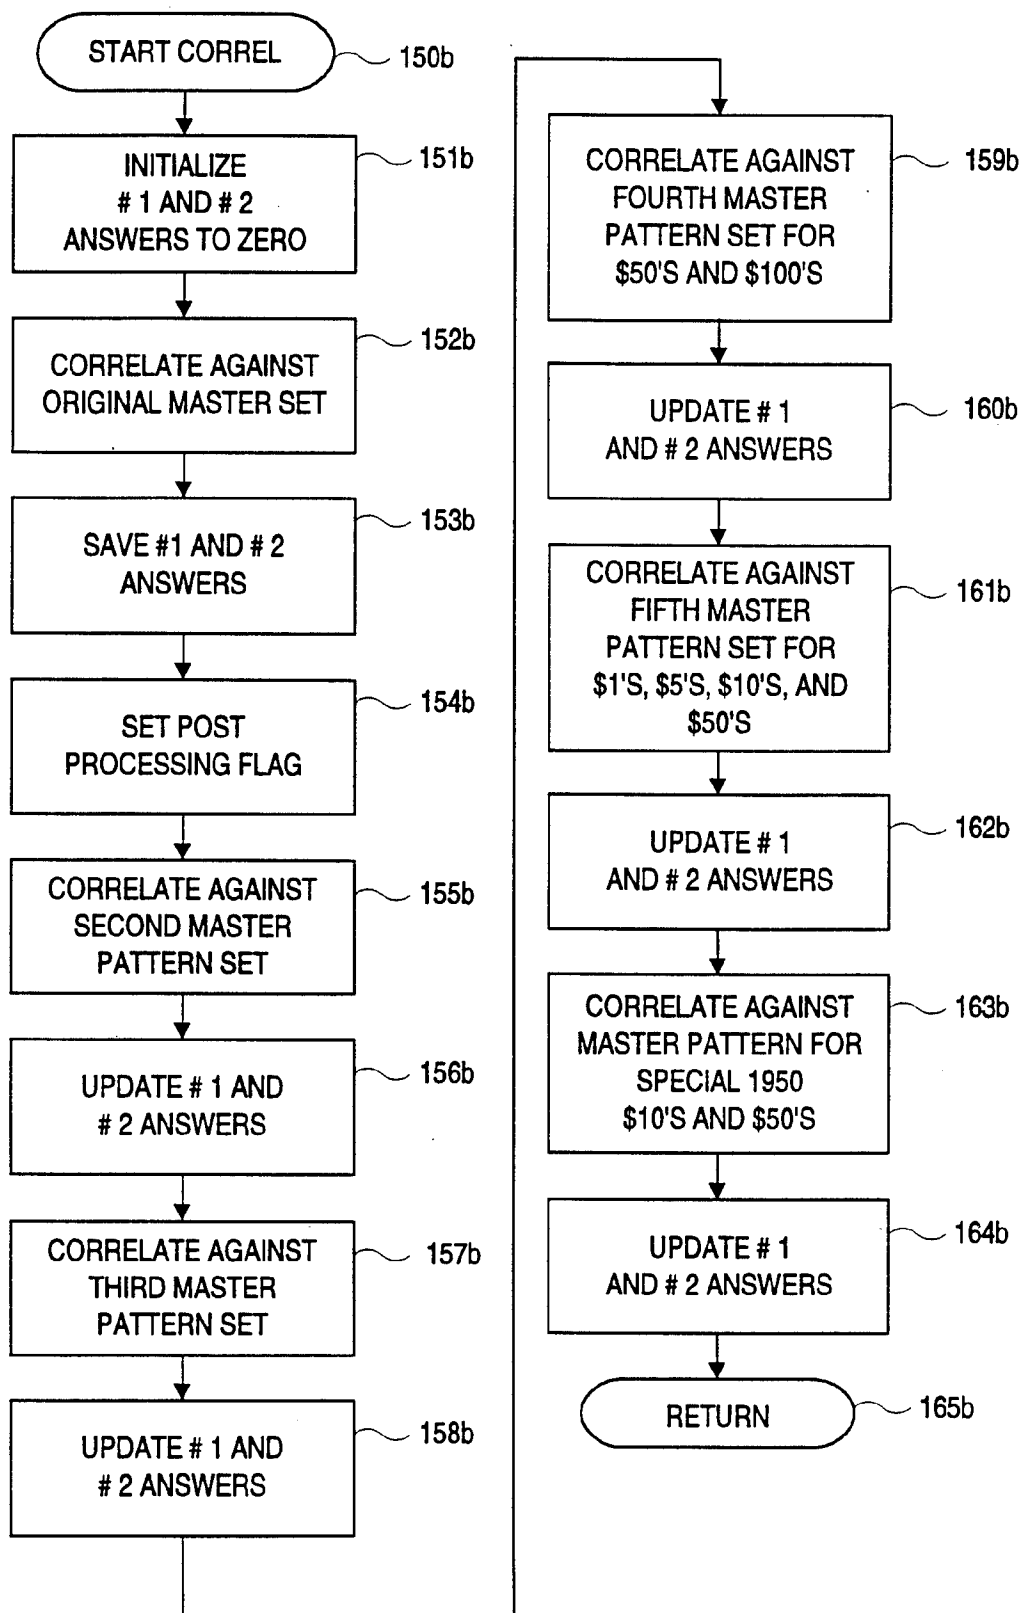 START CORREL
150b
INITIALIZE
# 1 AND # 2
ANSWERS TO ZERO
151b
CORRELATE AGAINST
ORIGINAL MASTER SET
152b
SAVE #1 AND # 2
ANSWERS
153b
SET POST
PROCESSING FLAG
154b
CORRELATE AGAINST
SECOND MASTER
PATTERN SET
155b
UPDATE # 1 AND
# 2 ANSWERS
156b
CORRELATE AGAINST
THIRD MASTER
PATTERN SET
157b
UPDATE # 1 AND
# 2 ANSWERS
158b
CORRELATE AGAINST
FOURTH MASTER
PATTERN SET FOR
$50'S AND $100'S
159b
UPDATE # 1
AND # 2 ANSWERS
160b
CORRELATE AGAINST
FIFTH MASTER
PATTERN SET FOR
$1'S, $5'S, $10'S, AND
$50'S
161b
UPDATE # 1
AND # 2 ANSWERS
162b
CORRELATE AGAINST
MASTER PATTERN FOR
SPECIAL 1950
$10'S AND $50'S
163b
UPDATE # 1
AND # 2 ANSWERS
164b
RETURN
165b